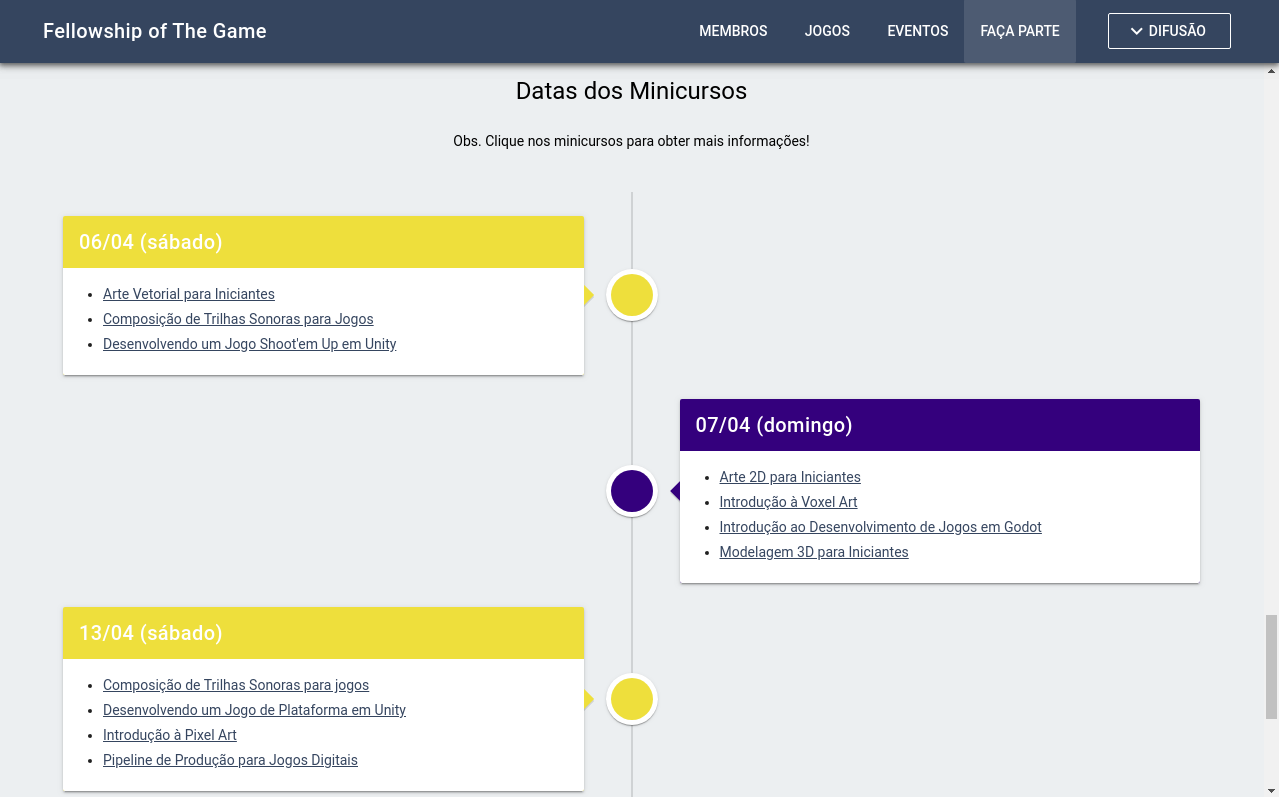 Fellowship of The Game
MEMBROS JOGOS EVENTOS FAÇA PARTE DIFUSÃO
Datas dos Minicursos
Obs. Clique nos minicursos para obter mais informações!
06/04 (sábado)
Arte Vetorial para Iniciantes
Composição de Trilhas Sonoras para Jogos
Desenvolvendo um Jogo Shoot'em Up em Unity
07/04 (domingo)
Arte 2D para Iniciantes
Introdução à Voxel Art
Introdução ao Desenvolvimento de Jogos em Godot
Modelagem 3D para Iniciantes
13/04 (sábado)
Composição de Trilhas Sonoras para jogos
Desenvolvendo um Jogo de Plataforma em Unity
Introdução à Pixel Art
Pipeline de Produção para Jogos Digitais